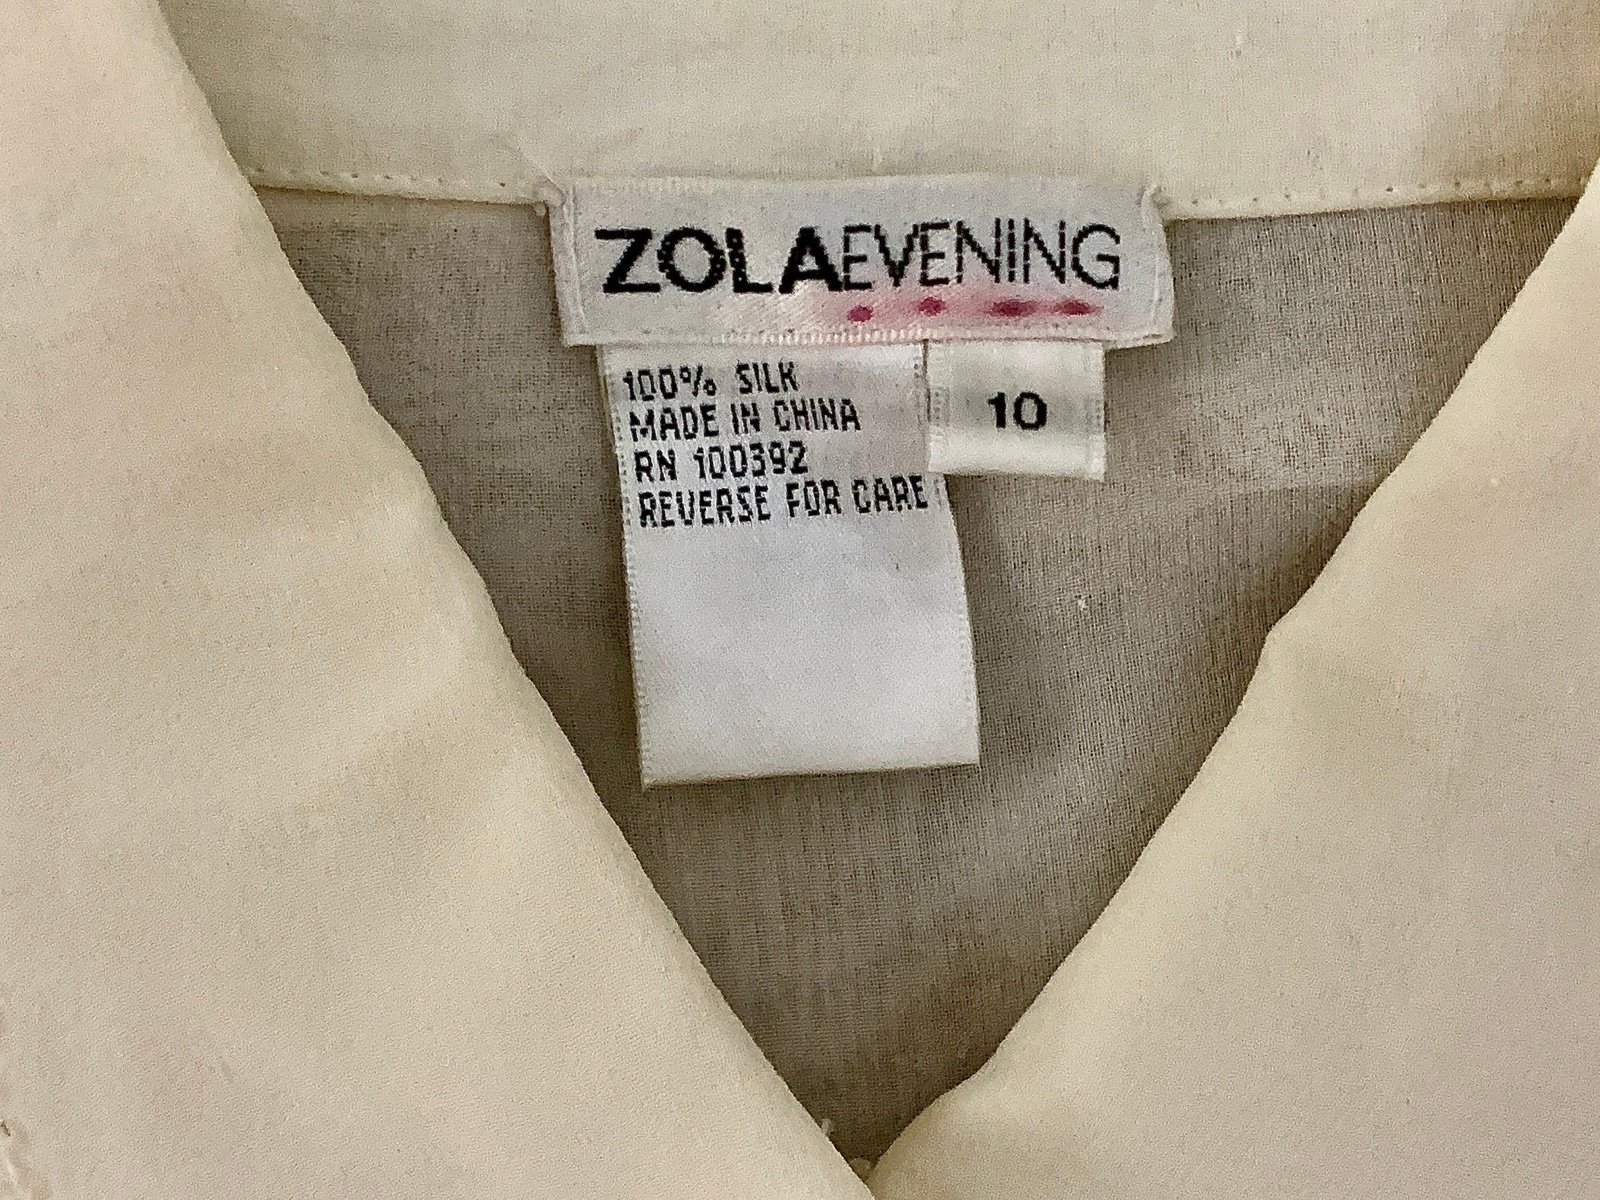 ZOLAEVENING
100% SILK
MADE IN CHINA
RN 100392
REVERSE FOR CARE
10